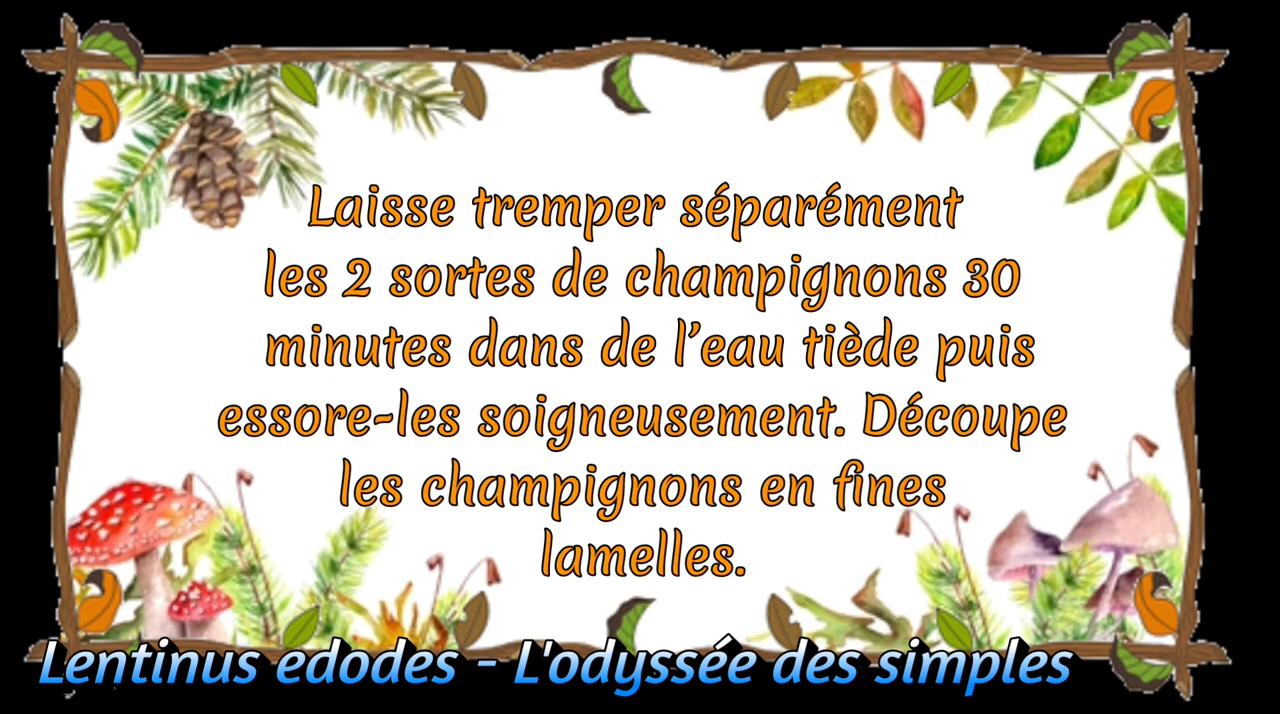 Laisse tremper séparément
les 2 sortes de champignons 30
minutes dans de l’eau tiède puis
essore-les soigneusement. Découpe
les champignons en fines
lamelles.
Lentinus edodes - L'odyssée des simples